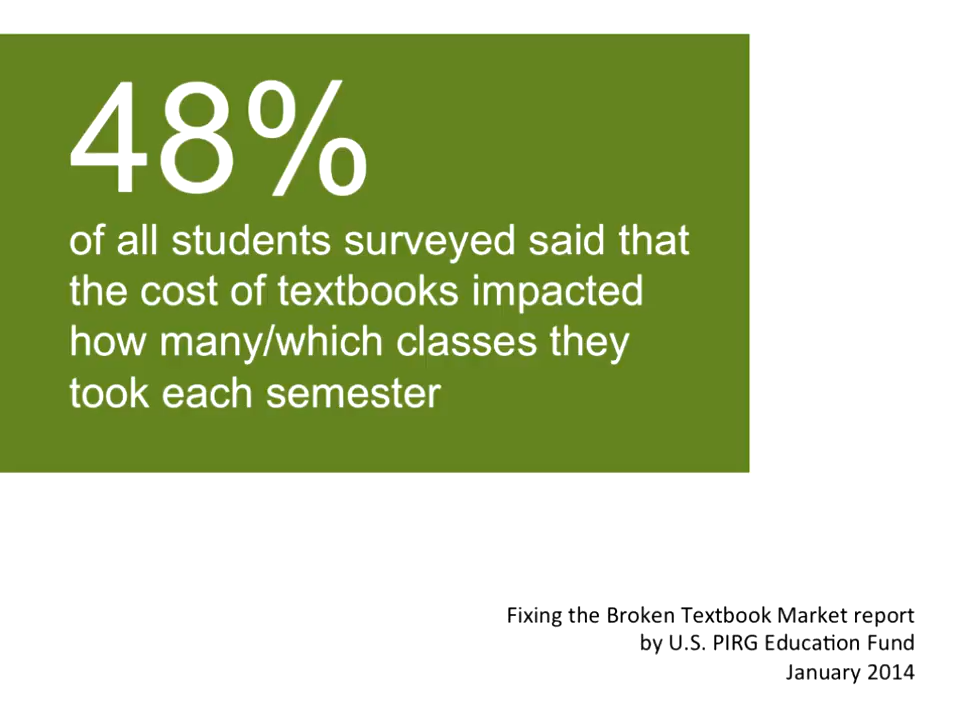 48%
of all students surveyed said that
the cost of textbooks impacted
how many/which classes they
took each semester
Fixing the Broken Textbook Market report
by U.S. PIRG Education Fund
January 2014